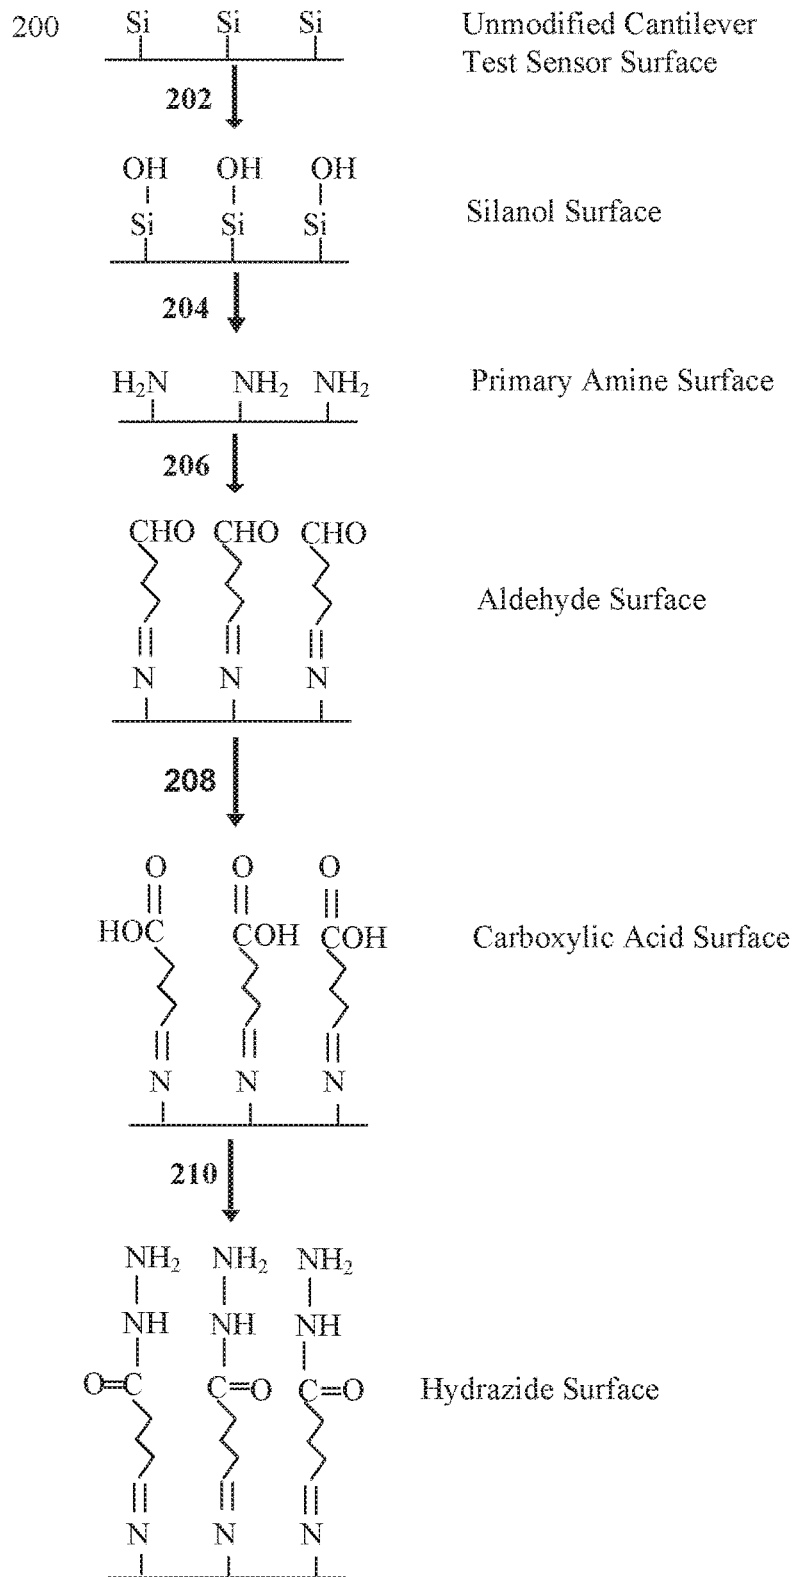 200 Si Si Si Unmodified Cantilever
Test Sensor Surface
202
OH OH OH
Si Si Si Silanol Surface
204
H₂N NH₂ NH₂ Primary Amine Surface
206
CHO CHO CHO
Aldehyde Surface
N N N
208
O O O
HOC COH COH Carboxylic Acid Surface
N N N
210
NH₂ NH₂ NH₂
NH NH NH
O=C C=O C=O Hydrazide Surface
N N N